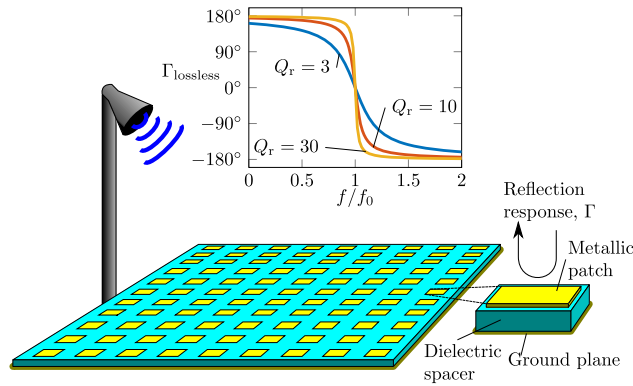 180°
90°
Γlossless
0°
−90°
−180°
Qr = 3
Qr = 10
Qr = 30
0
0.5
1.0
1.5
2
f/f0
Reflection
response, Γ
Metallic
patch
Dielectric
spacer
Ground plane